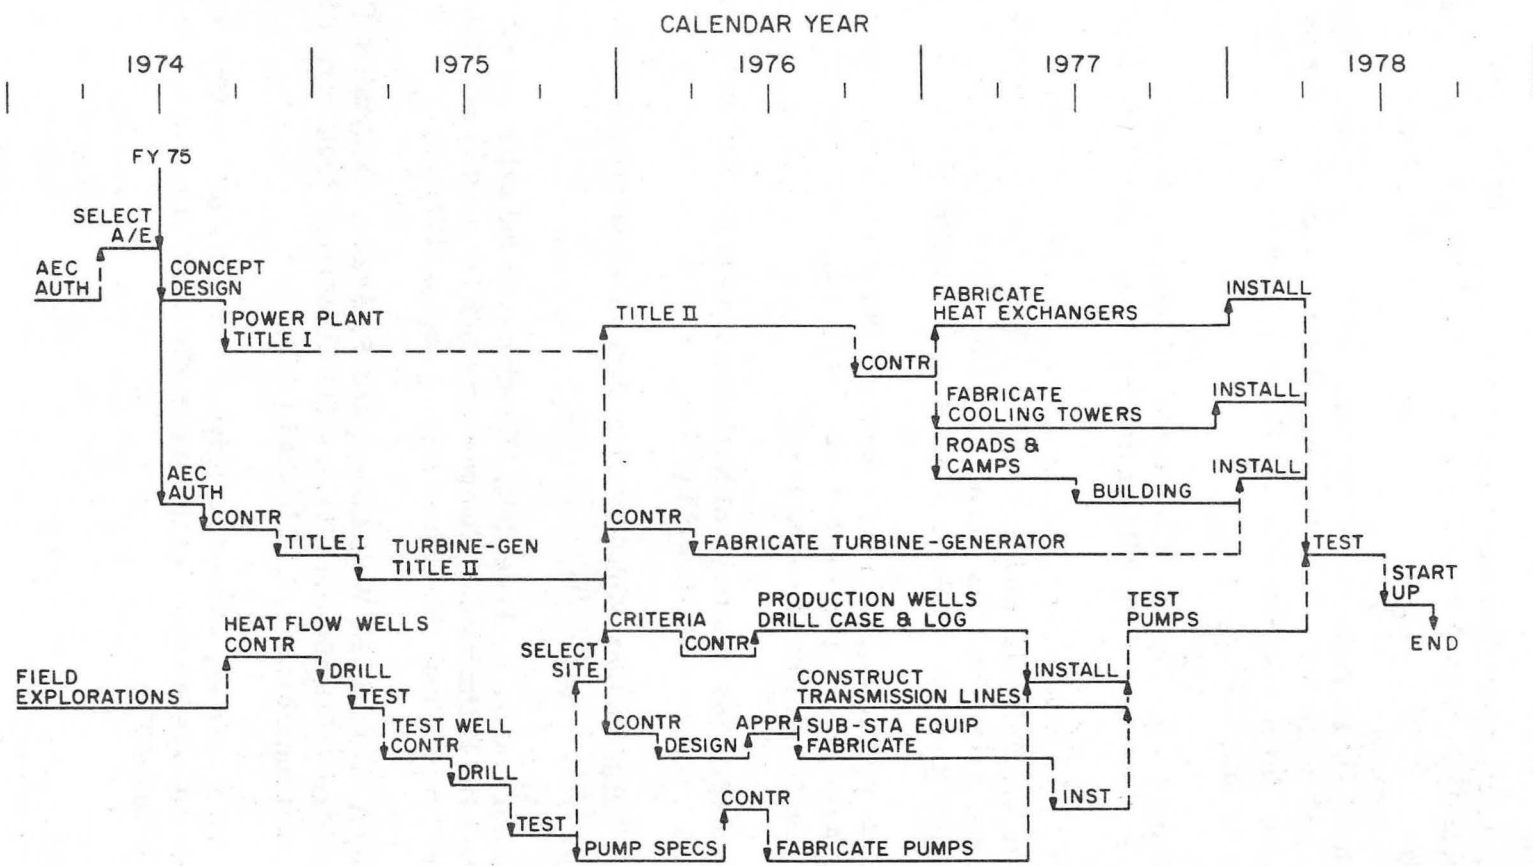 CALENDAR YEAR
1974 1975 1976 1977 1978
FY 75
SELECT
A/E
AEC
AUTH
CONCEPT
DESIGN
POWER PLANT
TITLE I
TITLE II
CONTR
FABRICATE
HEAT EXCHANGERS
INSTALL
FABRICATE
COOLING TOWERS
INSTALL
ROADS &
CAMPS
BUILDING
INSTALL
AEC
AUTH
CONTR
TITLE I
TURBINE-GEN
TITLE II
CONTR
FABRICATE TURBINE-GENERATOR
TEST
START
UP
END
HEAT FLOW WELLS
CONTR
FIELD
EXPLORATIONS
DRILL
TEST
TEST WELL
CONTR
DRILL
TEST
SELECT
SITE
CRITERIA
CONTR
PRODUCTION WELLS
DRILL CASE & LOG
INSTALL
TEST
PUMPS
CONSTRUCT
TRANSMISSION LINES
CONTR
DESIGN
APPR
SUB-STA EQUIP
FABRICATE
INST
PUMP SPECS
CONTR
FABRICATE PUMPS